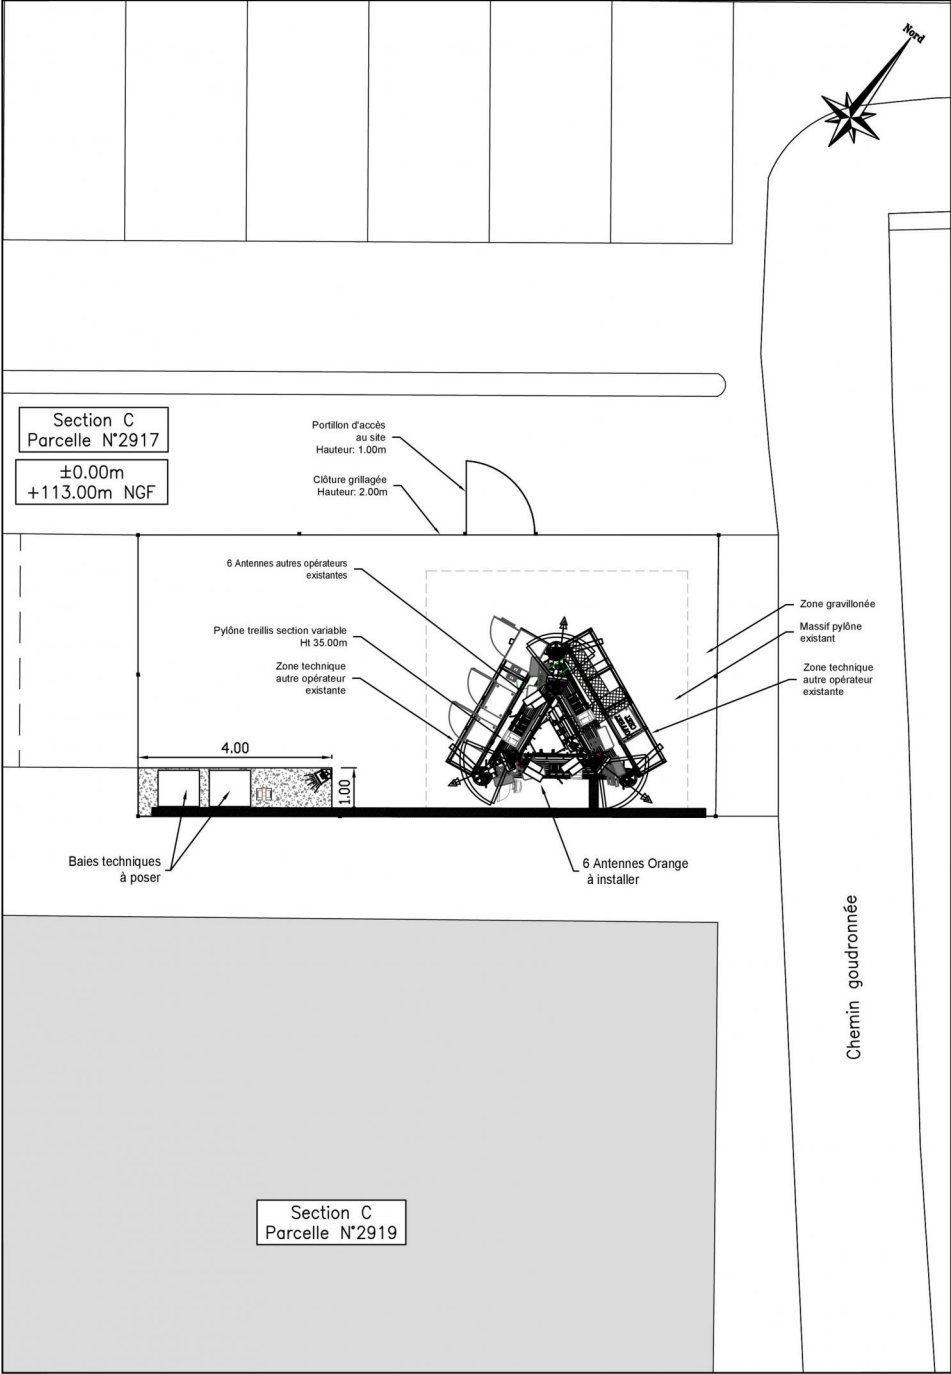 Nord
Section C
Parcelle N°2917
±0.00m
+113.00m NGF
Portillon d'accès
au site
Hauteur: 1.00m
Clôture grillagée
Hauteur: 2.00m
6 Antennes autres opérateurs
existantes
Pylône treillis section variable
Ht 35.00m
Zone technique
autre opérateur
existante
Zone gravillonée
Massif pylône
existant
Zone technique
autre opérateur
existante
4.00
1.00
Baies techniques
à poser
6 Antennes Orange
à installer
Chemin goudronnée
Section C
Parcelle N°2919